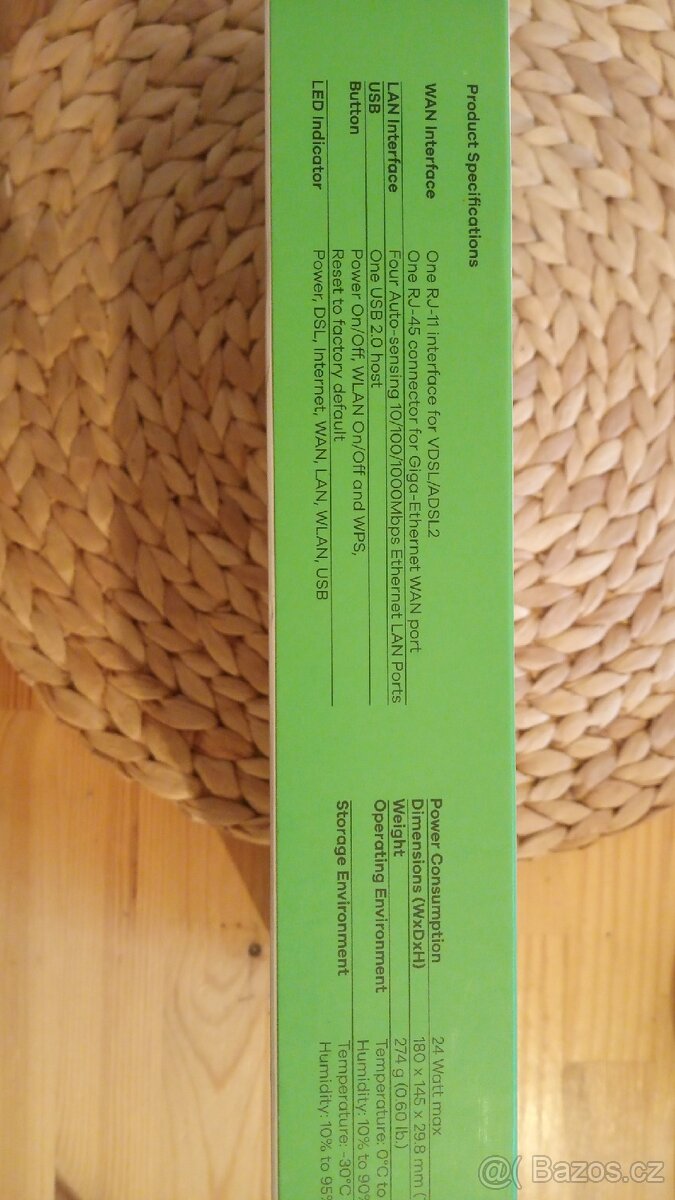 Product Specifications
WAN Interface One RJ-11 interface for VDSL/ADSL2
One RJ-45 connector for Giga-Ethernet WAN port
LAN Interface Four Auto-sensing 10/100/1000Mbps Ethernet LAN Ports
USB One USB 2.0 host
Button Power On/Off, WLAN On/Off and WPS,
Reset to factory default
LED Indicator Power, DSL, Internet, WAN, LAN, WLAN, USB
Power Consumption 24 Watt max
Dimensions (WxDxH) 180 x 145 x 29.8 mm (
Weight 274 g (0.60 lb.)
Operating Environment Temperature: 0°C to
Humidity: 10% to 90%
Storage Environment Temperature: -30°C
Humidity: 10% to 95%
@( Bazos.cz